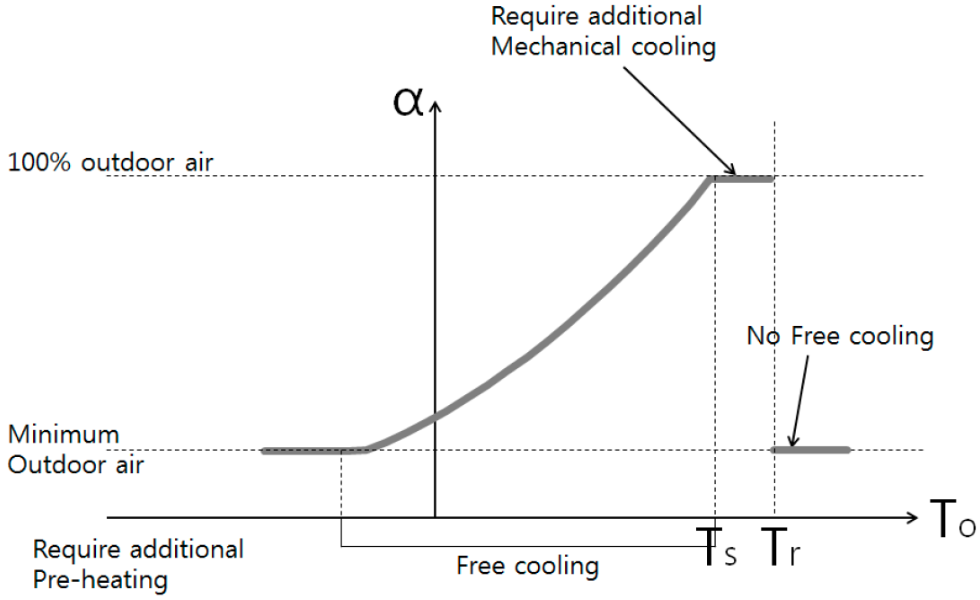 Require additional
Mechanical cooling
α
100% outdoor air
No Free cooling
Minimum
Outdoor air
To
Ts
Tr
Require additional
Pre-heating
Free cooling